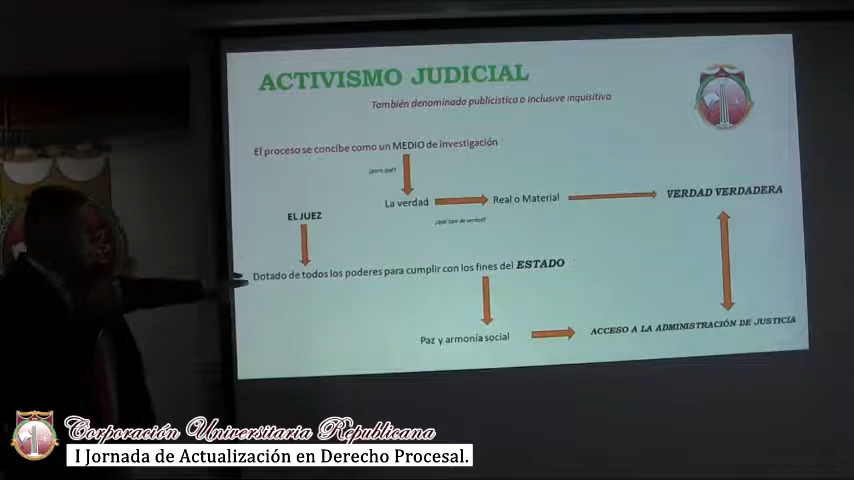 ACTIVISMO JUDICIAL
También denominada publicística o inclusive inquisitiva
El proceso se concibe como un MEDIO de investigación
¿para qué?
La verdad
Real o Material
VERDAD VERDADERA
¿qué tipo de verdad?
EL JUEZ
Dotado de todos los poderes para cumplir con los fines del ESTADO
Paz y armonía social
ACCESO A LA ADMINISTRACIÓN DE JUSTICIA
Corporación Universitaria Republicana
I Jornada de Actualización en Derecho Procesal.